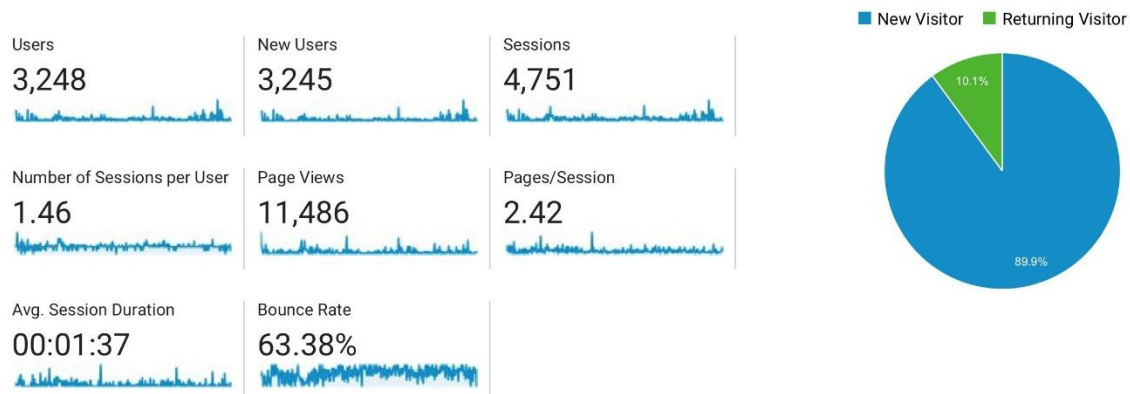 New Visitor
Returning Visitor
Users
New Users
Sessions
3,248
3,245
4,751
Number of Sessions per User
Page Views
Pages/Session
1.46
11,486
2.42
Avg. Session Duration
Bounce Rate
00:01:37
63.38%
10.1%
89.9%